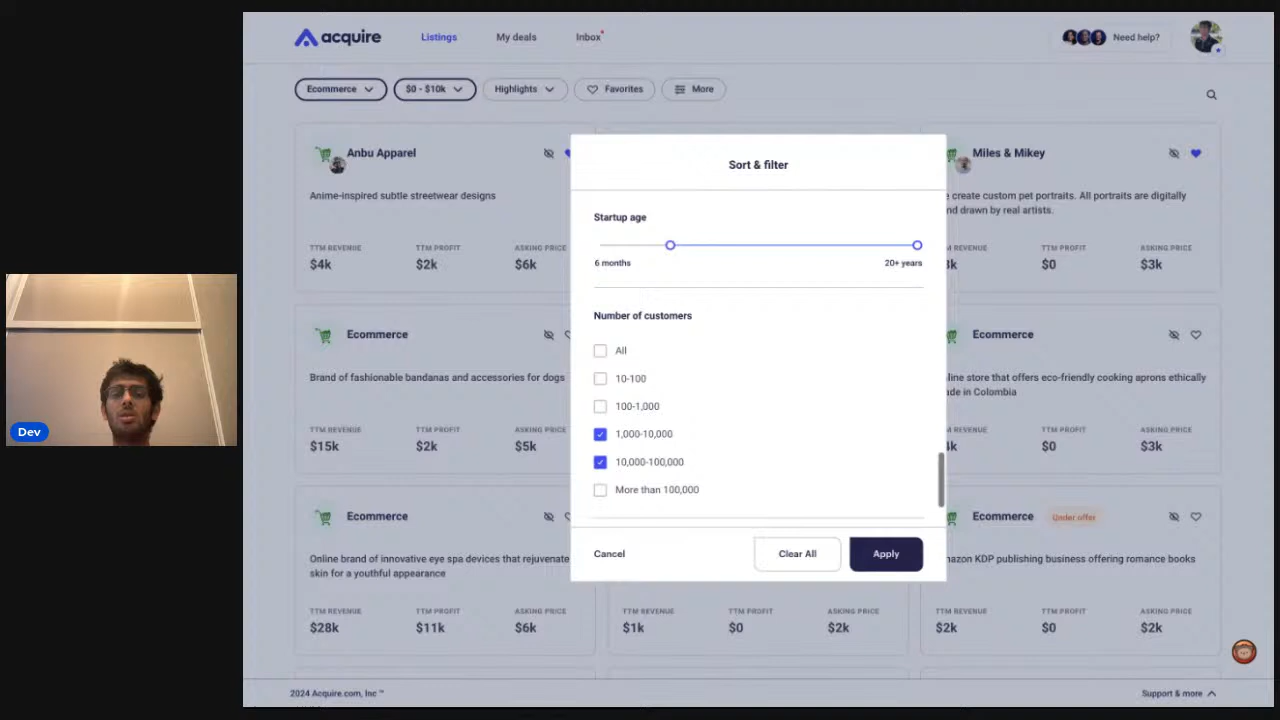 acquire
Listings
My deals
Inbox
Need help?
Ecommerce
$0 - $10k
Highlights
Favorites
More
Anbu Apparel
Anime-inspired subtle streetwear designs
TTM REVENUE TTM PROFIT ASKING PRICE
$4k $2k $6k
Miles & Mikey
create custom pet portraits. All portraits are digitally
drawn by real artists.
REVENUE TTM PROFIT ASKING PRICE
$0 $3k
Ecommerce
Brand of fashionable bandanas and accessories for dogs
TTM REVENUE TTM PROFIT ASKING PRICE
$15k $2k $5k
Ecommerce
store that offers eco-friendly cooking aprons ethically
in Colombia
REVENUE TTM PROFIT ASKING PRICE
$0 $3k
Ecommerce
Online brand of innovative eye spa devices that rejuvenate
skin for a youthful appearance
TTM REVENUE TTM PROFIT ASKING PRICE
$28k $11k $6k
TTM REVENUE TTM PROFIT ASKING PRICE
$1k $0 $2k
Ecommerce Under offer
KDP publishing business offering romance books
TTM REVENUE TTM PROFIT ASKING PRICE
$2k $0 $2k
Sort & filter
Startup age
6 months 20+ years
Number of customers
All
10-100
100-1,000
1,000-10,000
10,000-100,000
More than 100,000
Cancel
Clear All
Apply
Dev
2024 Acquire.com, Inc ™
Support & more